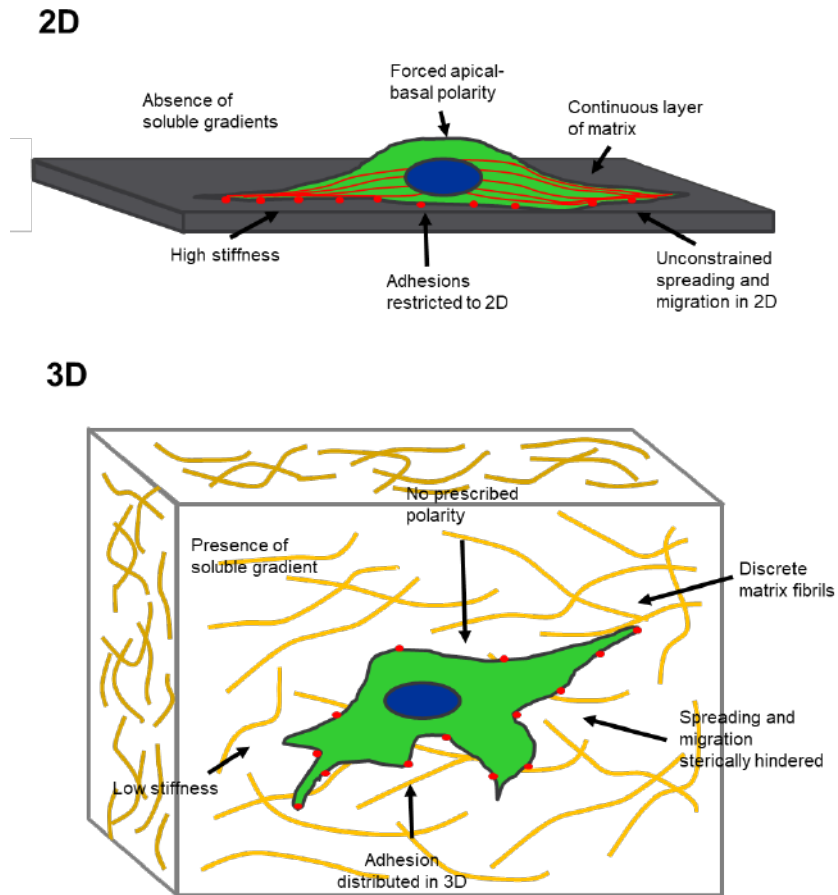 2D
Forced apical-
basal polarity
Absence of
soluble gradients
Continuous layer
of matrix
High stiffness
Adhesions
restricted to 2D
Unconstrained
spreading and
migration in 2D
3D
No prescribed
polarity
Presence of
soluble gradient
Discrete
matrix fibrils
Spreading and
migration
sterically hindered
Low stiffness
Adhesion
distributed in 3D